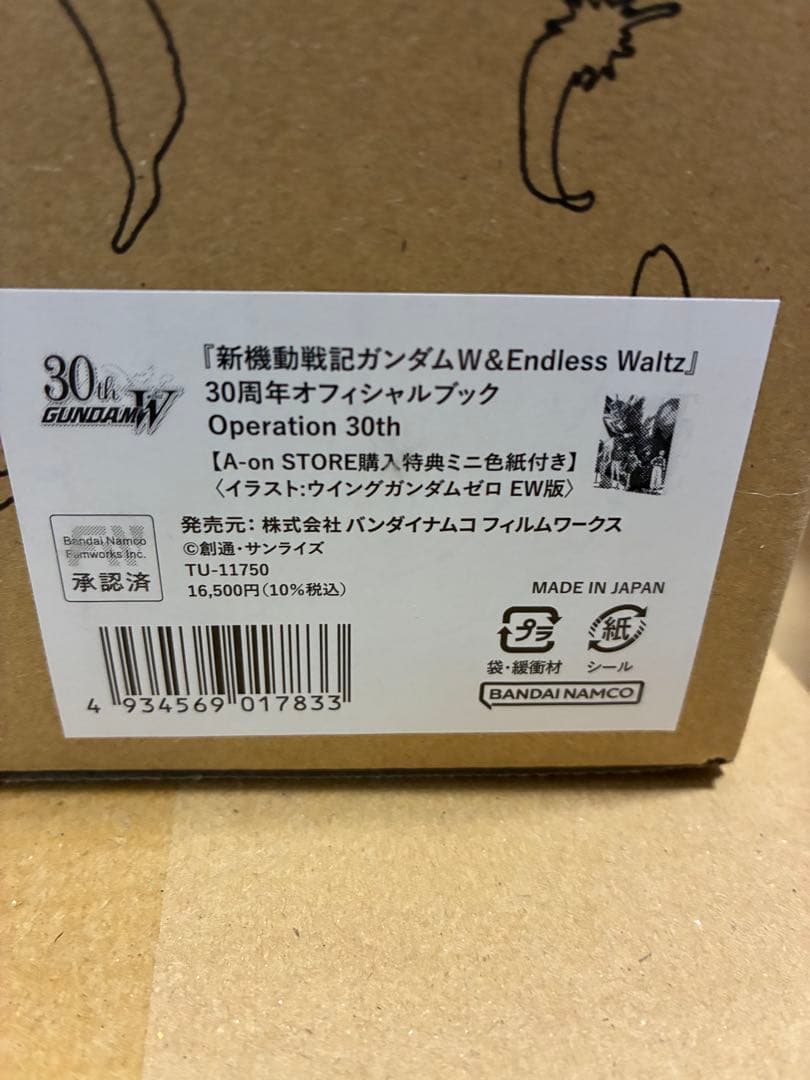 30th
GUNDAM W
『新機動戦記ガンダムW&Endless Waltz』
30周年オフィシャルブック
Operation 30th
【A-on STORE購入特典ミニ色紙付き】
〈イラスト:ウイングガンダムゼロ EW版〉
Bandai Namco
Filmworks Inc.
承認済
発売元: 株式会社 バンダイナムコ フィルムワークス
©創通・サンライズ
TU-11750
16,500円(10%税込)
MADE IN JAPAN
プラ
紙
袋・緩衝材
シール
BANDAI NAMCO
4 934569 017833